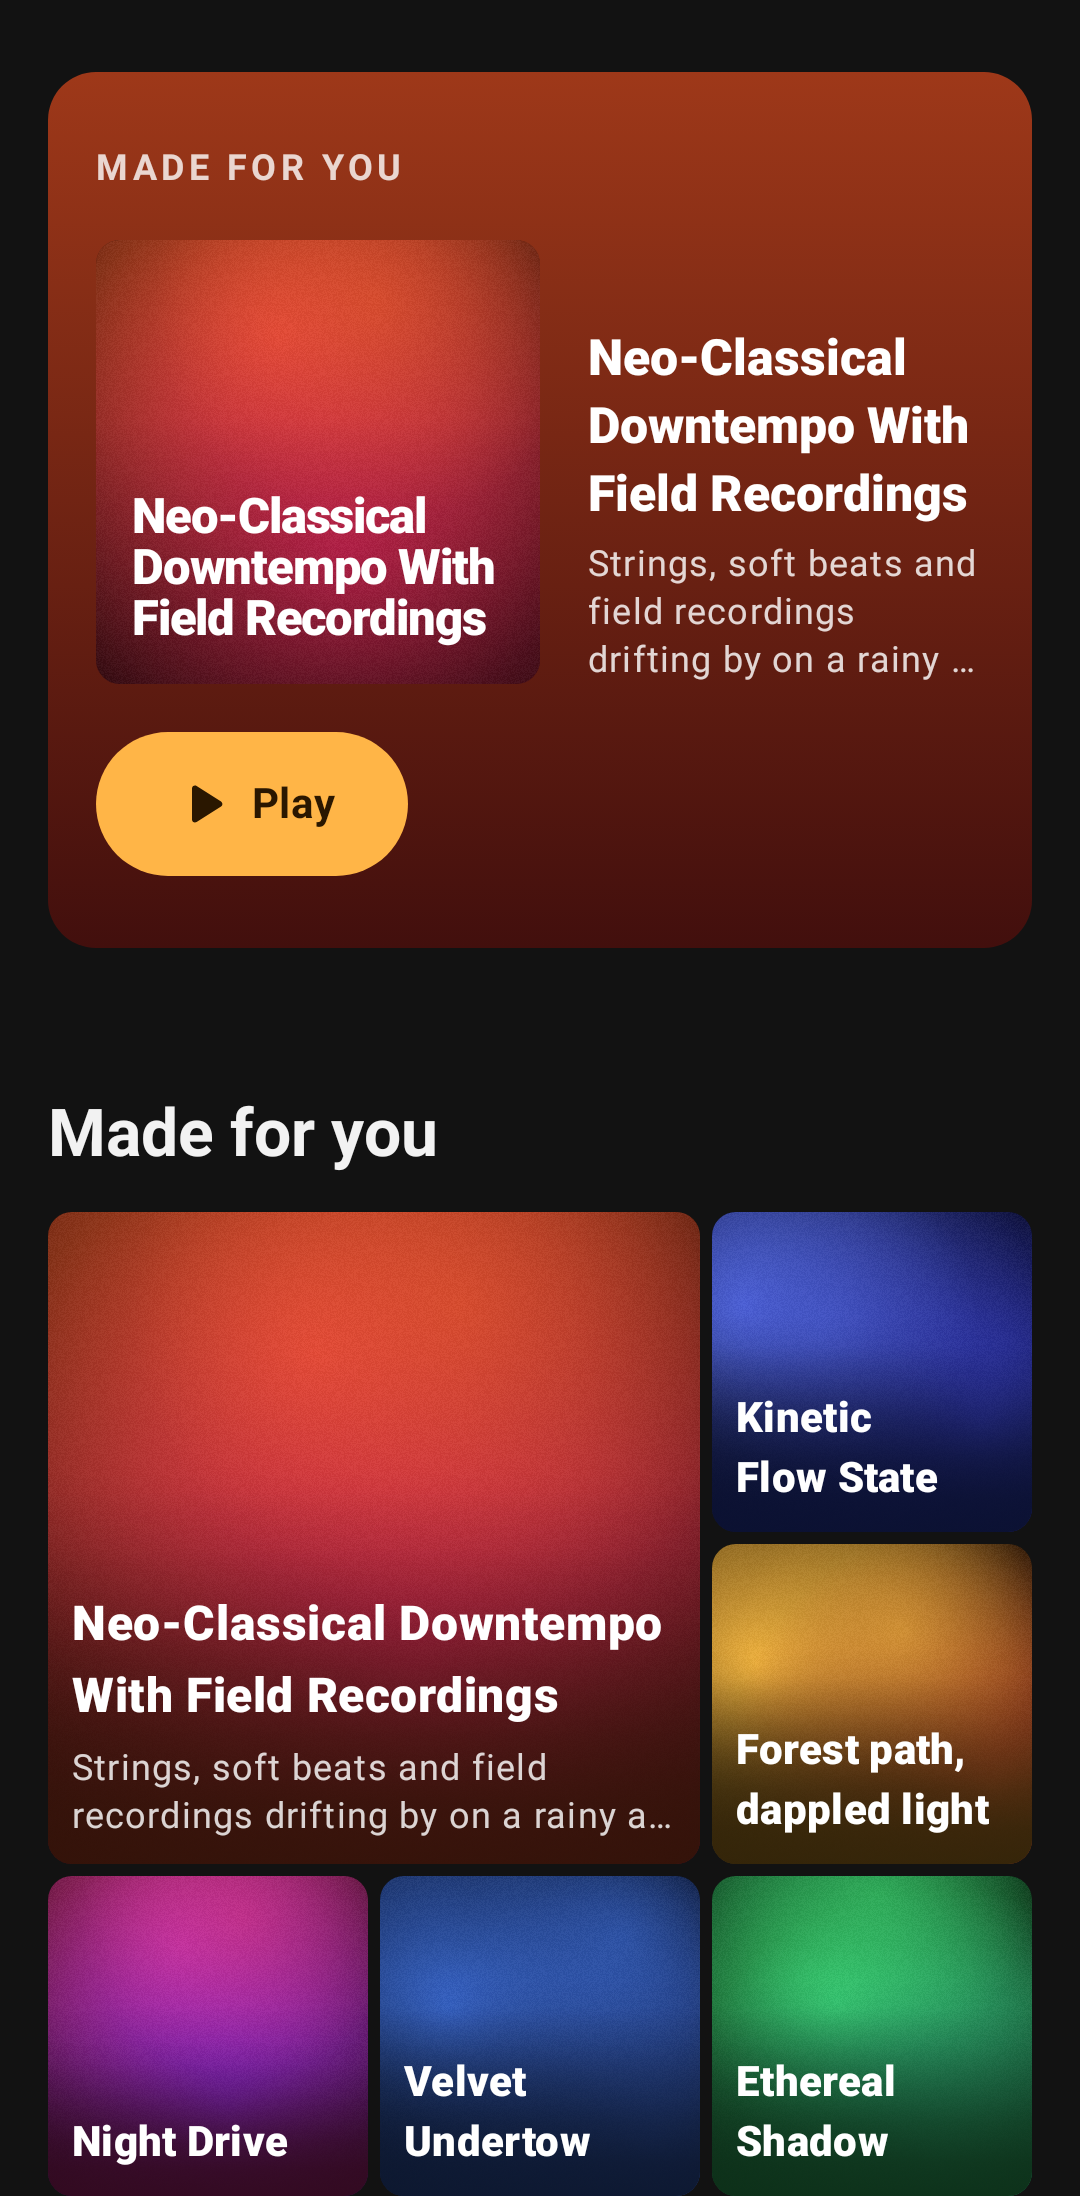 MADE FOR YOU
Neo-Classical
Downtempo With
Field Recordings
Neo-Classical
Downtempo With
Field Recordings
Strings, soft beats and
field recordings
drifting by on a rainy …
Play
Made for you
Neo-Classical Downtempo
With Field Recordings
Strings, soft beats and field
recordings drifting by on a rainy a…
Kinetic
Flow State
Forest path,
dappled light
Night Drive
Velvet
Undertow
Ethereal
Shadow